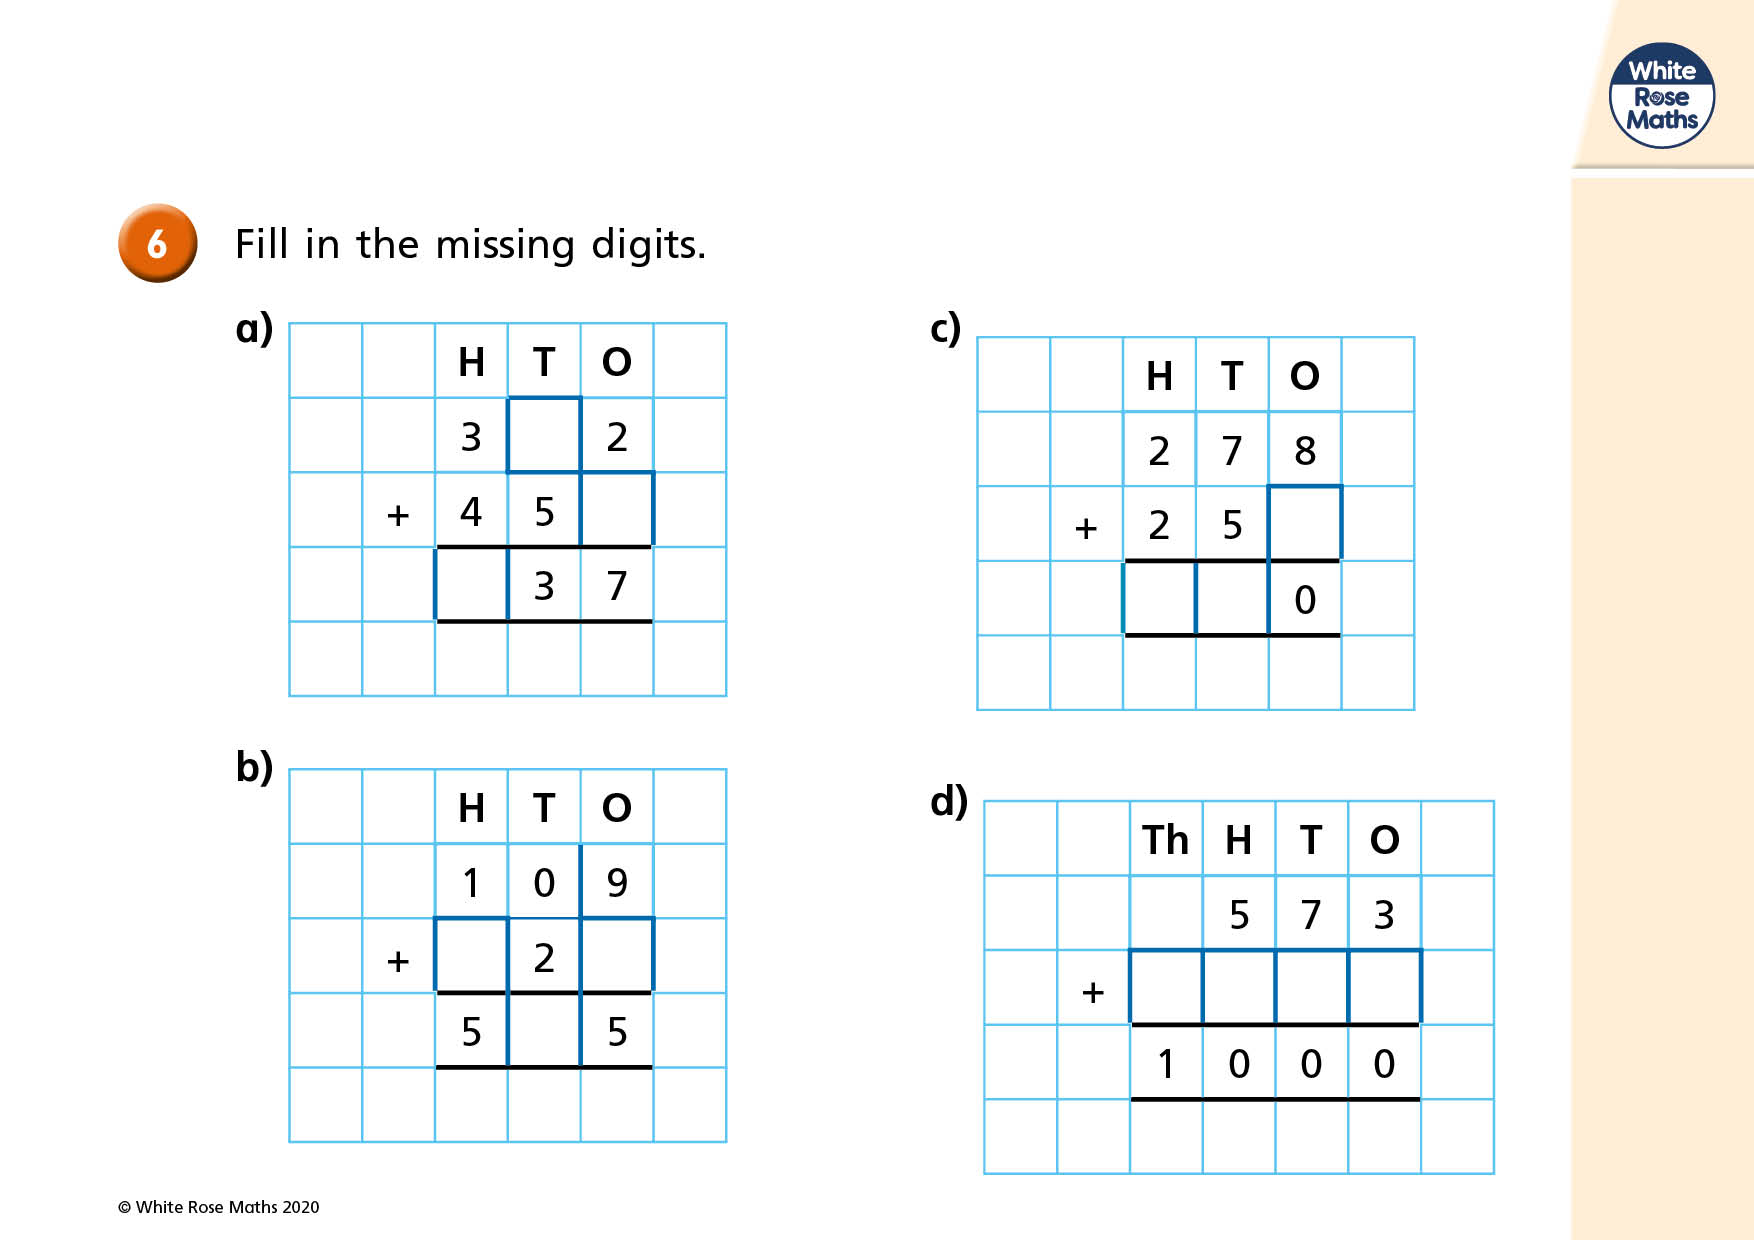 White
Rose
Maths
6 Fill in the missing digits.
a)
H T O
3 2
+ 4 5
3 7
b)
H T O
1 0 9
+ 2
5 5
c)
H T O
2 7 8
+ 2 5
0
d)
Th H T O
5 7 3
+
1 0 0 0
© White Rose Maths 2020